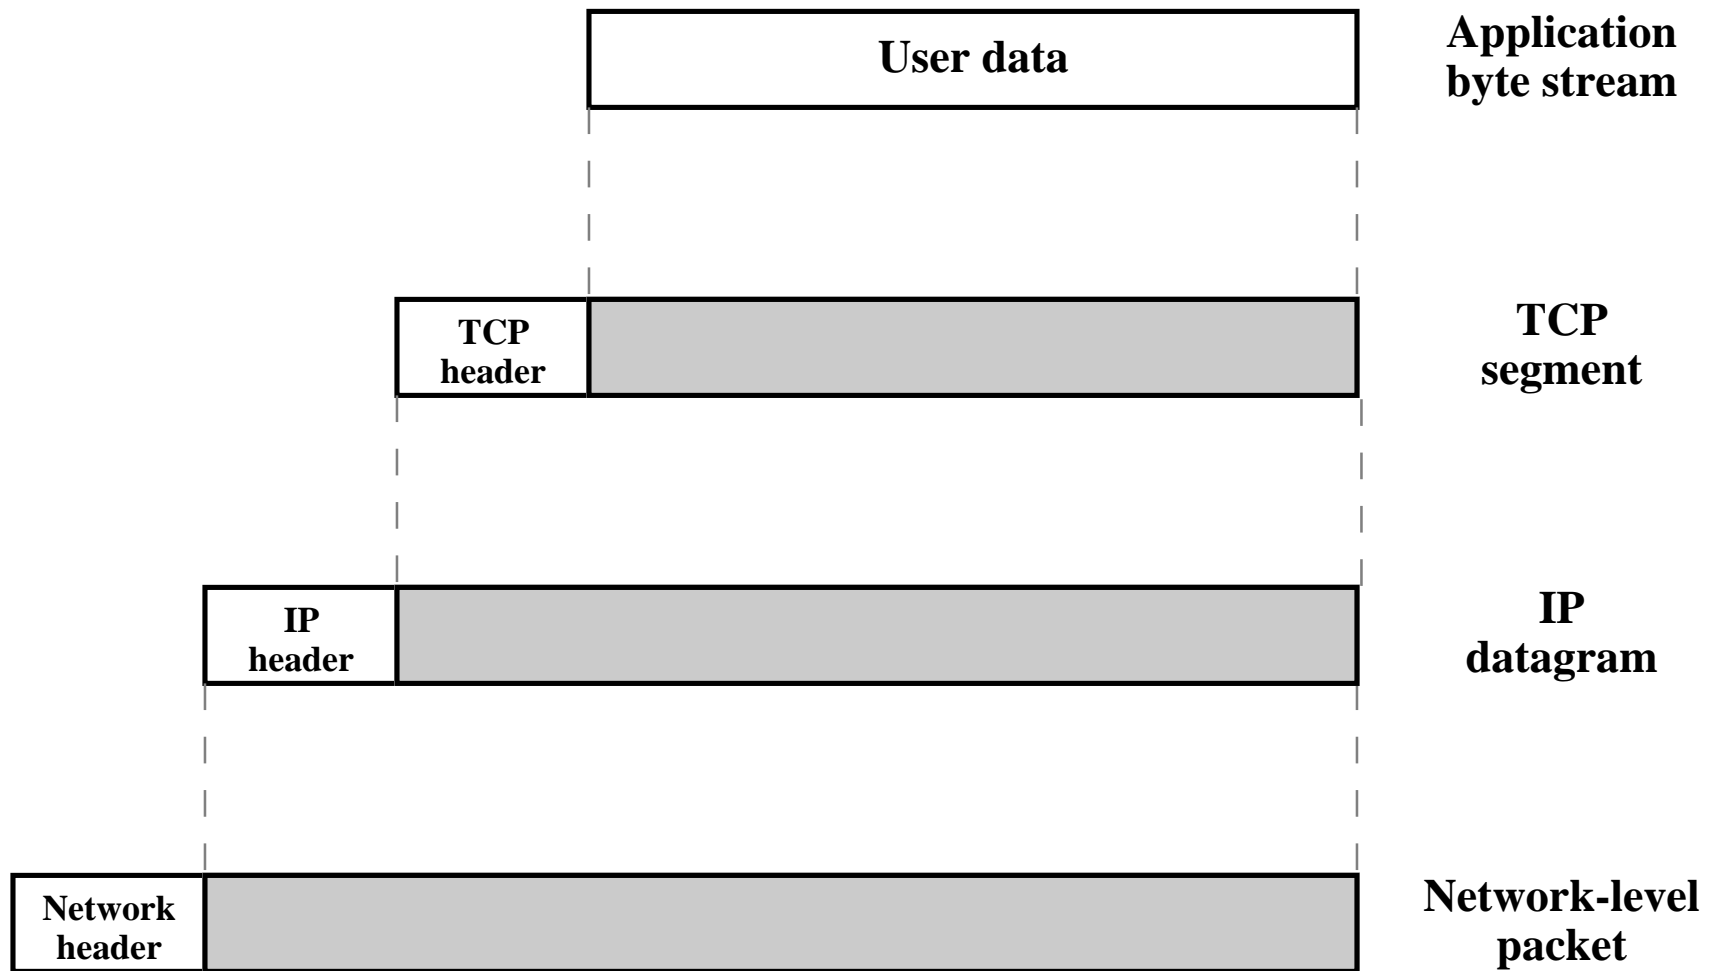 User data
Application
byte stream
TCP
header
TCP
segment
IP
header
IP
datagram
Network
header
Network-level
packet